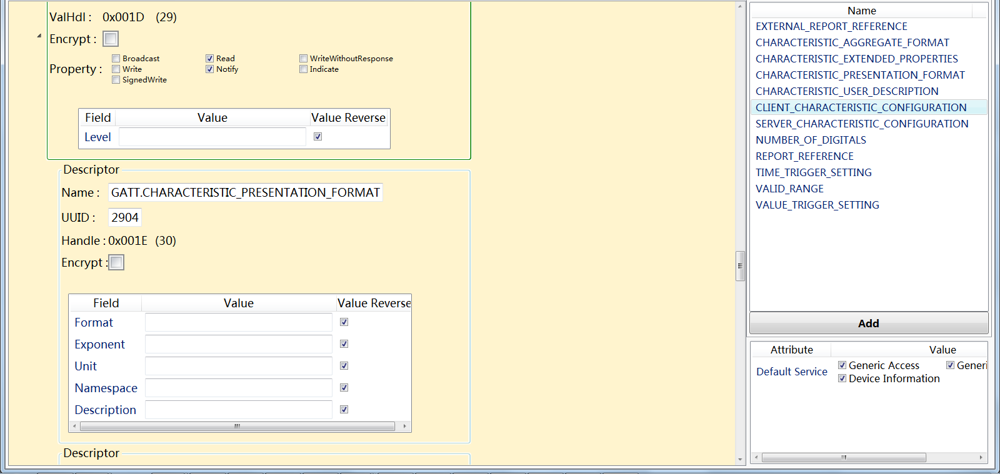 ValHdl : 0x001D (29)
Encrypt :
Property :
Broadcast Read WriteWithoutResponse
Write Notify Indicate
SignedWrite
Field Value Value Reverse
Level
Descriptor
Name : GATT.CHARACTERISTIC_PRESENTATION_FORMAT
UUID : 2904
Handle : 0x001E (30)
Encrypt :
Field Value Value Reverse
Format
Exponent
Unit
Namespace
Description
Descriptor
Name
EXTERNAL_REPORT_REFERENCE
CHARACTERISTIC_AGGREGATE_FORMAT
CHARACTERISTIC_EXTENDED_PROPERTIES
CHARACTERISTIC_PRESENTATION_FORMAT
CHARACTERISTIC_USER_DESCRIPTION
CLIENT_CHARACTERISTIC_CONFIGURATION
SERVER_CHARACTERISTIC_CONFIGURATION
NUMBER_OF_DIGITALS
REPORT_REFERENCE
TIME_TRIGGER_SETTING
VALID_RANGE
VALUE_TRIGGER_SETTING
Add
Attribute Value
Default Service
Generic Access Generi
Device Information